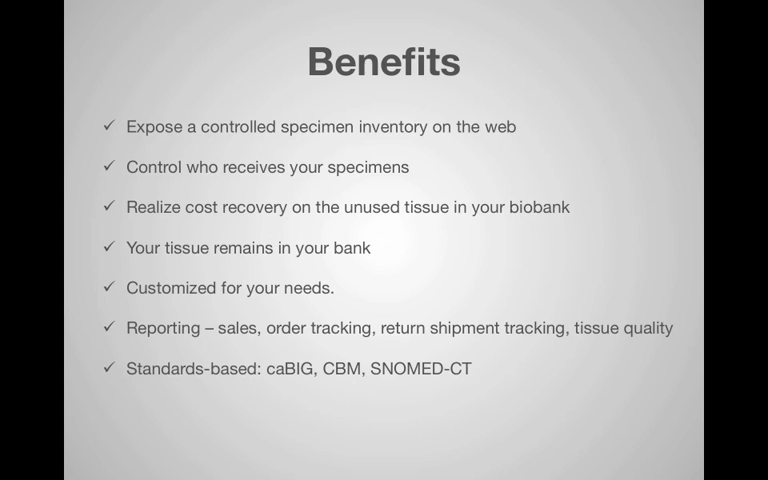 Benefits
✓ Expose a controlled specimen inventory on the web
✓ Control who receives your specimens
✓ Realize cost recovery on the unused tissue in your biobank
✓ Your tissue remains in your bank
✓ Customized for your needs.
✓ Reporting – sales, order tracking, return shipment tracking, tissue quality
✓ Standards-based: caBIG, CBM, SNOMED-CT